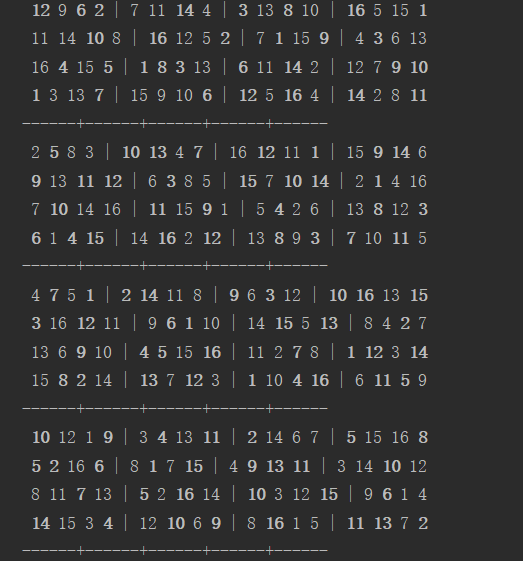 12 9 6 2 | 7 11 14 4 | 3 13 8 10 | 16 5 15 1
11 14 10 8 | 16 12 5 2 | 7 1 15 9 | 4 3 6 13
16 4 15 5 | 1 8 3 13 | 6 11 14 2 | 12 7 9 10
1 3 13 7 | 15 9 10 6 | 12 5 16 4 | 14 2 8 11
------+------+------+------
2 5 8 3 | 10 13 4 7 | 16 12 11 1 | 15 9 14 6
9 13 11 12 | 6 3 8 5 | 15 7 10 14 | 2 1 4 16
7 10 14 16 | 11 15 9 1 | 5 4 2 6 | 13 8 12 3
6 1 4 15 | 14 16 2 12 | 13 8 9 3 | 7 10 11 5
------+------+------+------
4 7 5 1 | 2 14 11 8 | 9 6 3 12 | 10 16 13 15
3 16 12 11 | 9 6 1 10 | 14 15 5 13 | 8 4 2 7
13 6 9 10 | 4 5 15 16 | 11 2 7 8 | 1 12 3 14
15 8 2 14 | 13 7 12 3 | 1 10 4 16 | 6 11 5 9
------+------+------+------
10 12 1 9 | 3 4 13 11 | 2 14 6 7 | 5 15 16 8
5 2 16 6 | 8 1 7 15 | 4 9 13 11 | 3 14 10 12
8 11 7 13 | 5 2 16 14 | 10 3 12 15 | 9 6 1 4
14 15 3 4 | 12 10 6 9 | 8 16 1 5 | 11 13 7 2
------+------+------+------